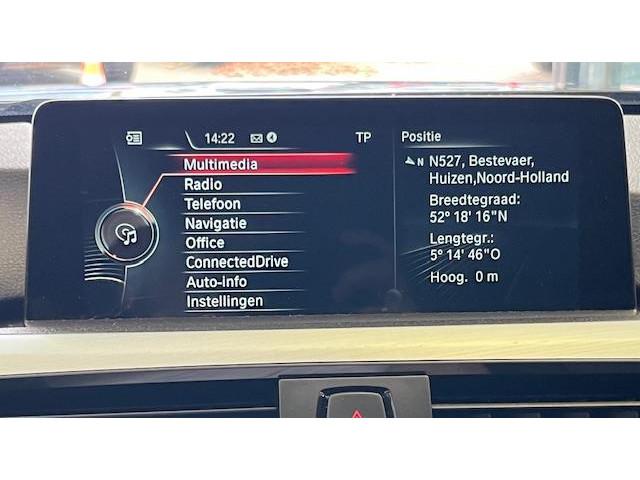 14:22
TP
Multimedia
Radio
Telefoon
Navigatie
Office
ConnectedDrive
Auto-Info
Instellingen
Positie
N N527, Bestevaer,
Huizen,Noord-Holland
Breedtegraad:
52° 18' 16"N
Lengtegr.:
5° 14' 46"O
Hoog. 0 m